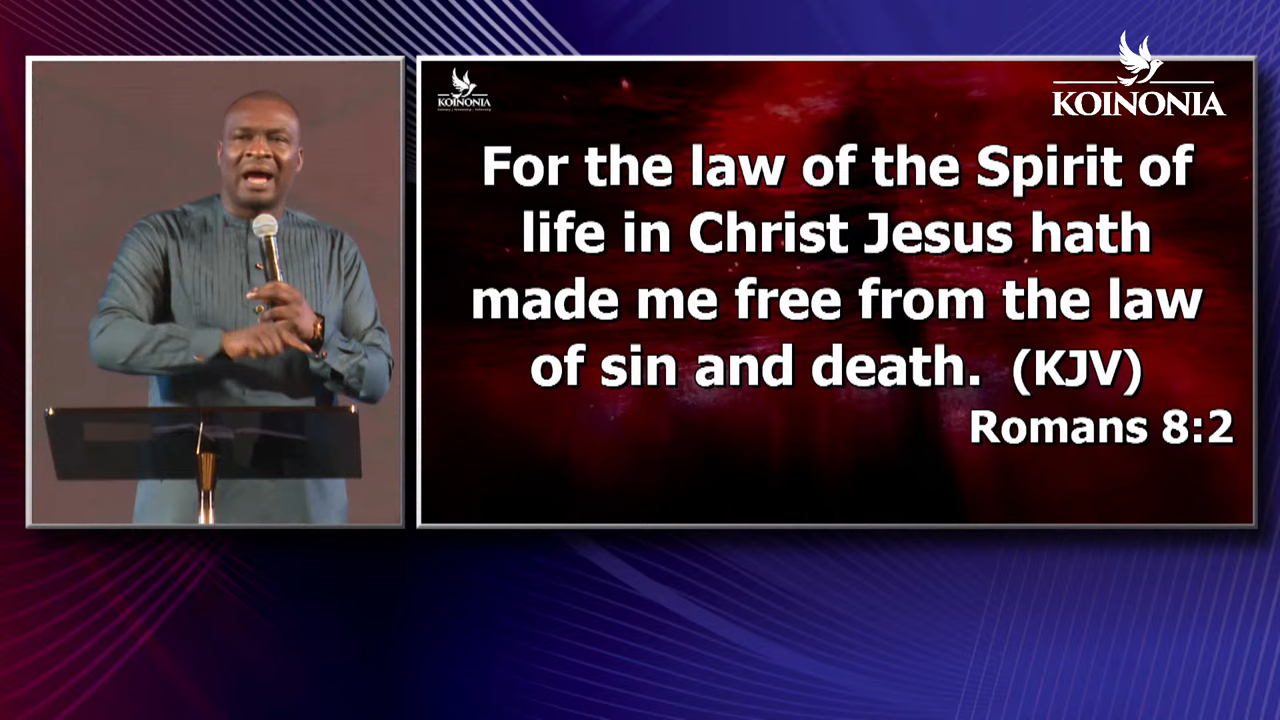 KOINONIA
KOINONIA
For the law of the Spirit of
life in Christ Jesus hath
made me free from the law
of sin and death. (KJV)
Romans 8:2